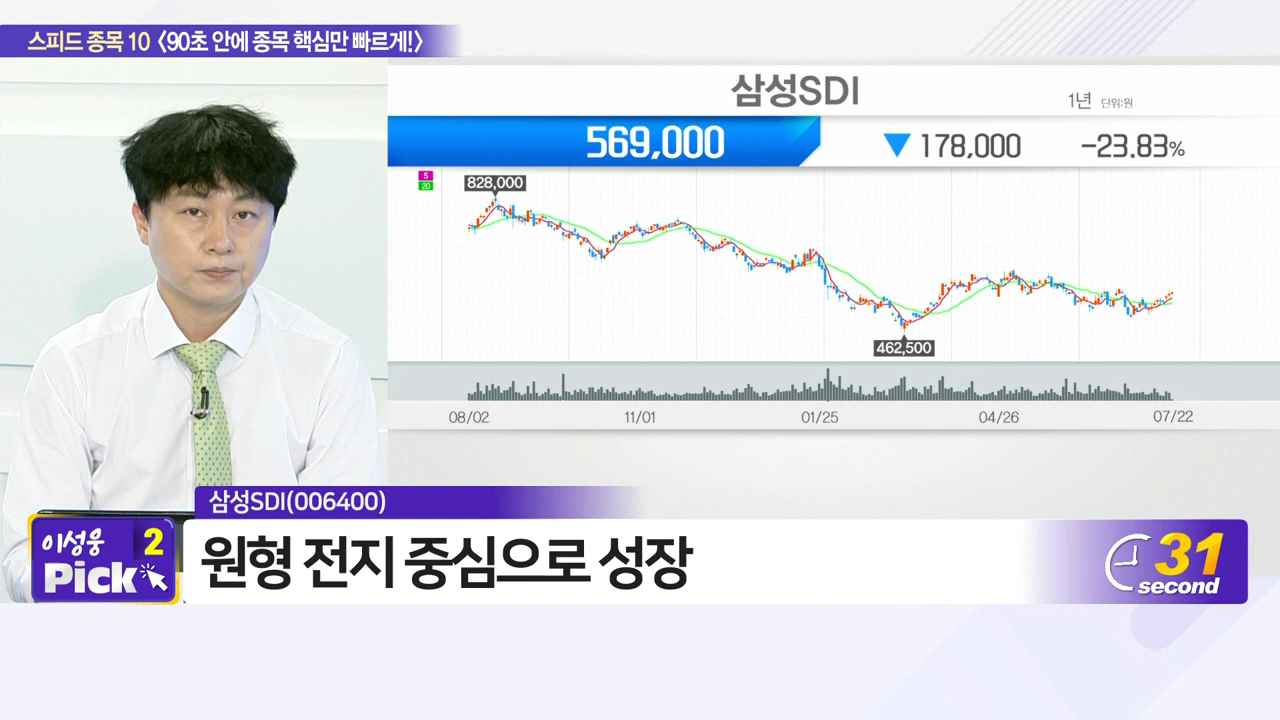 스피드 종목 10 〈90초 안에 종목 핵심만 빠르게!〉
삼성SDI
1년 단위:원
569,000
▼ 178,000
-23.83%
5
20
828,000
462,500
08/02
11/01
01/25
04/26
07/22
삼성SDI(006400)
이성웅 2
Pick
원형 전지 중심으로 성장
31
second